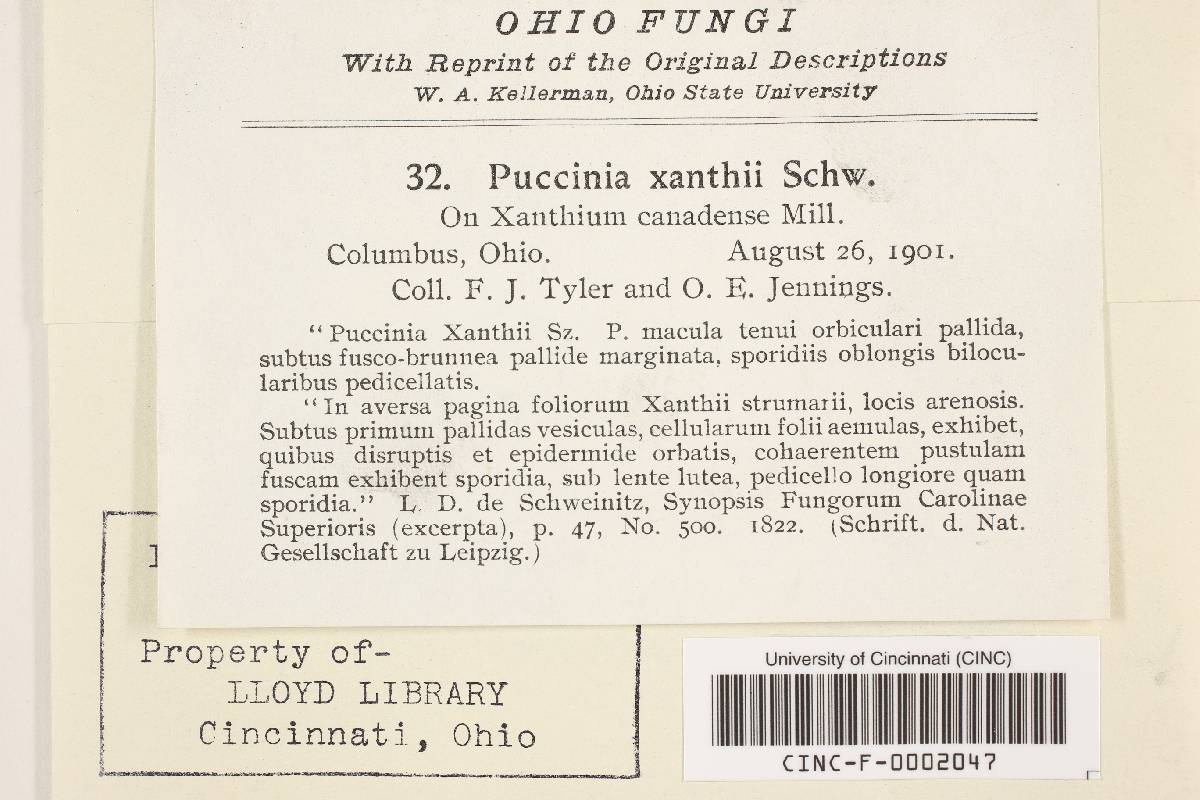 OHIO FUNGI
With Reprint of the Original Descriptions
W. A. Kellerman, Ohio State University
32. Puccinia xanthii Schw.
On Xanthium canadense Mill.
Columbus, Ohio. August 26, 1901.
Coll. F. J. Tyler and O. E. Jennings.
“Puccinia Xanthii Sz. P. macula tenui orbiculari pallida,
subtus fusco-brunnea pallide marginata, sporidiis oblongis bilocu-
laribus pedicellatis.
“In aversa pagina foliorum Xanthii strumarii, locis arenosis.
Subtus primum pallidas vesiculas, cellularum folii aemulas, exhibet,
quibus disruptis et epidermide orbatis, cohaerentem pustulam
fuscam exhibent sporidia, sub lente lutea, pedicello longiore quam
sporidia.” L. D. de Schweinitz, Synopsis Fungorum Carolinae
Superioris (excerpta), p. 47, No. 500. 1822. (Schrift. d. Nat.
Gesellschaft zu Leipzig.)
Property of-
LLOYD LIBRARY
Cincinnati, Ohio
University of Cincinnati (CINC)
CINC-F-0002047